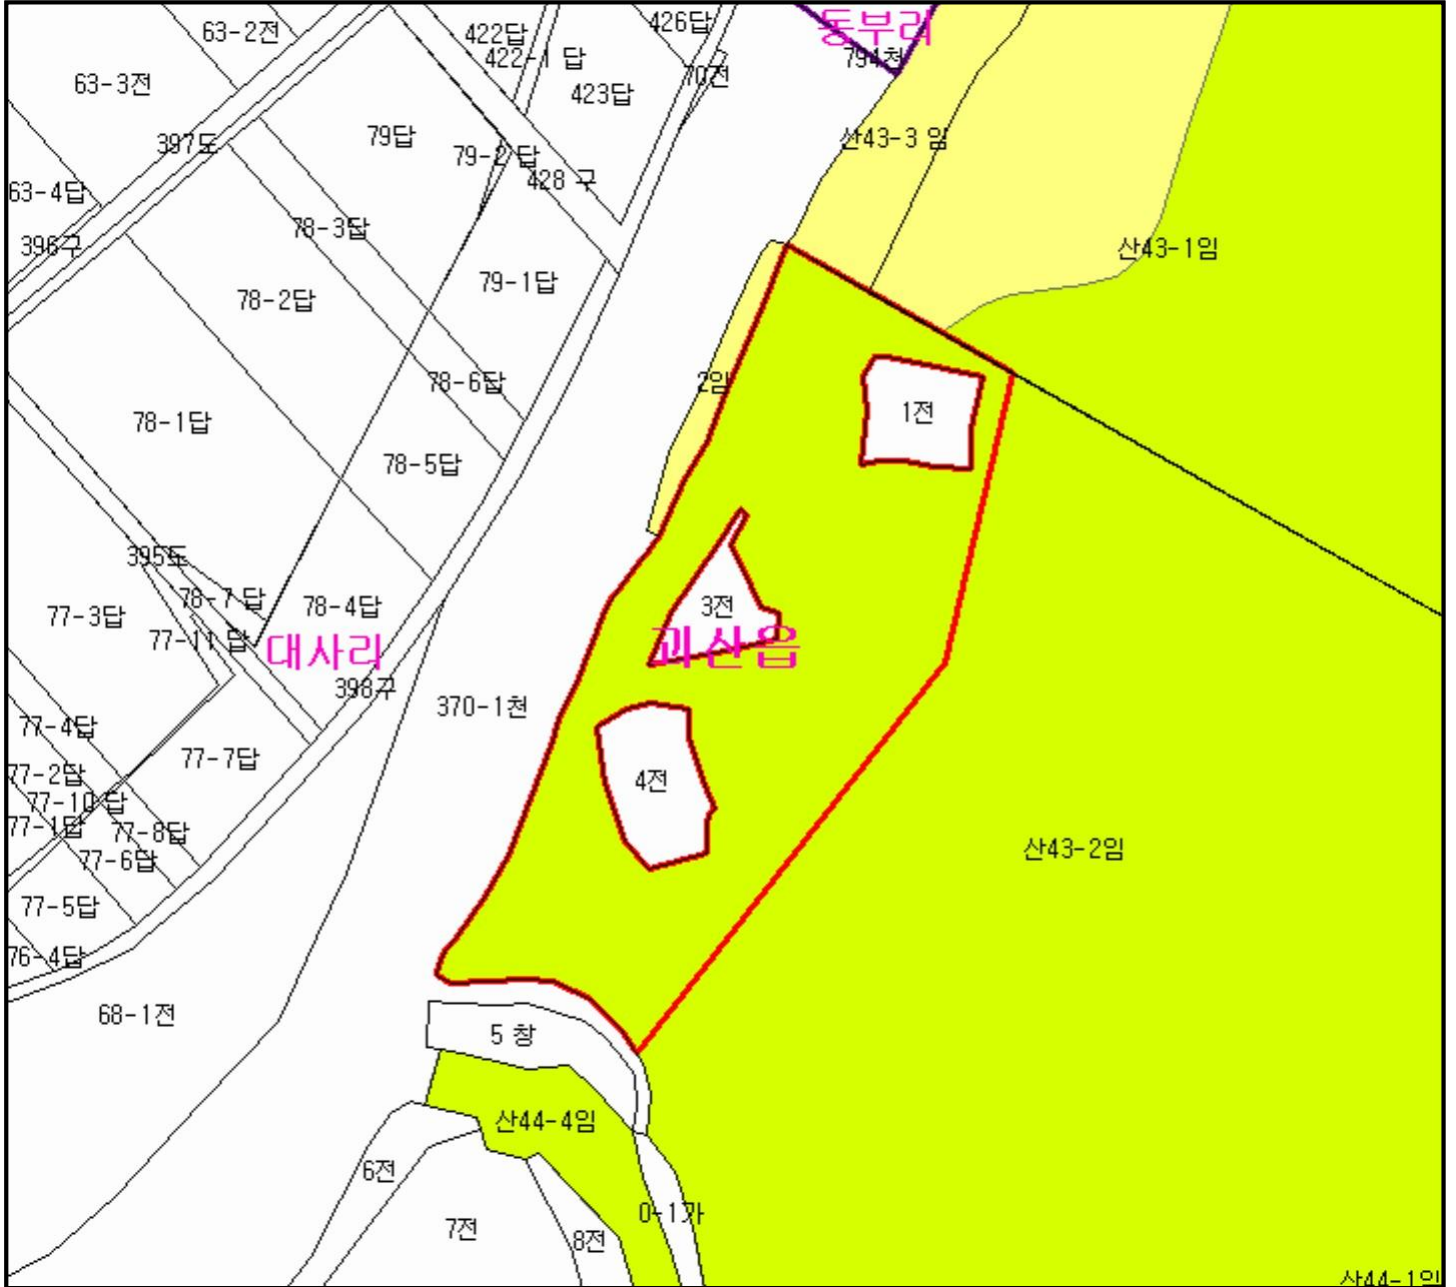 63-2전
422답
426답
동부리
422-1 답
794천
70전
63-3전
423답
397도
79답
79-2 답
산43-3 임
428 구
63-4답
78-3답
396구
산43-1임
78-2답
79-1답
78-6답
2임
1전
78-1답
78-5답
395도
78-7 답
77-3답
78-4답
3전
77-11 답
대사리
괴산읍
398구
370-1천
77-4답
77-7답
77-2답
4전
77-10 답
77-1답
77-8답
77-6답
산43-2임
77-5답
76-4답
68-1전
5 창
산44-4임
6전
0-1가
7전
8전
산44-1임